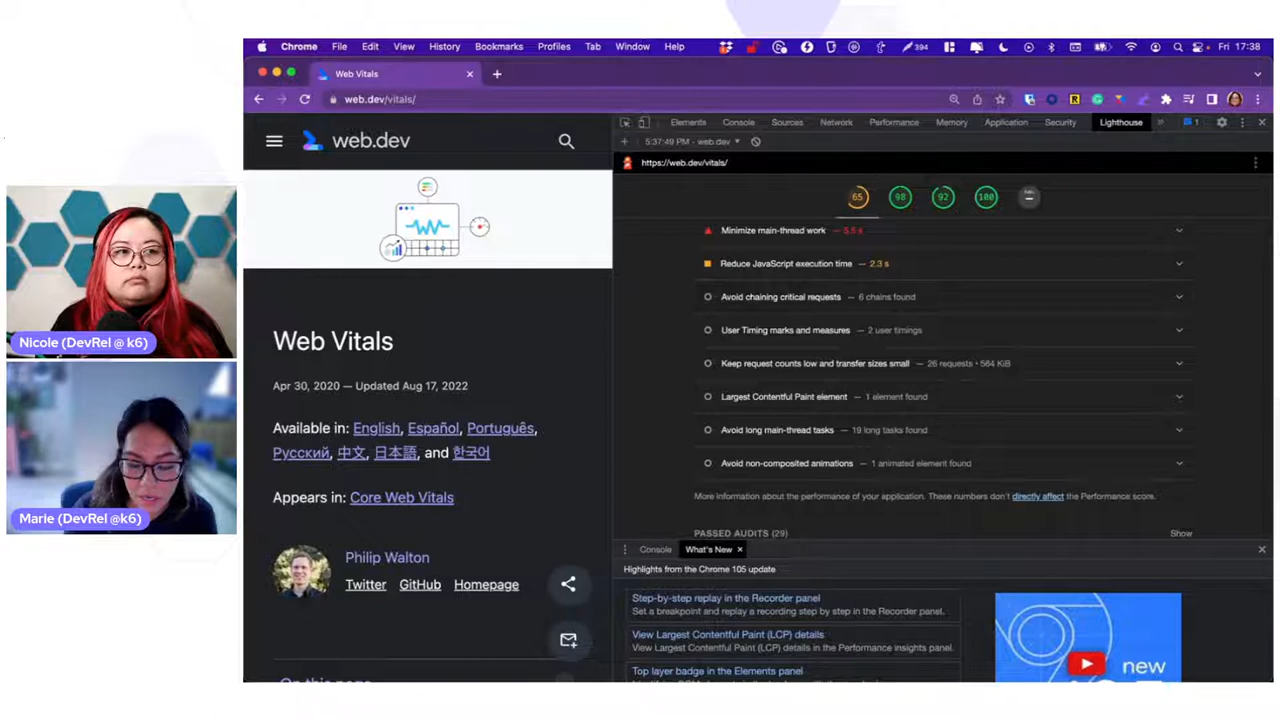 Chrome File Edit View History Bookmarks Profiles Tab Window Help 394 Fri 17:38
Web Vitals
web.dev/vitals/
Elements Console Sources Network Performance Memory Application Security Lighthouse 1
5:37:49 PM - web.dev
https://web.dev/vitals/
65 98 92 100
web.dev
Web Vitals
Apr 30, 2020 — Updated Aug 17, 2022
Available in: English, Español, Português,
Русский, 中文, 日本語, and 한국어
Appears in: Core Web Vitals
Philip Walton
Twitter GitHub Homepage
On this page
Minimize main-thread work — 5.5 s
Reduce JavaScript execution time — 2.3 s
Avoid chaining critical requests — 6 chains found
User Timing marks and measures — 2 user timings
Keep request counts low and transfer sizes small — 26 requests • 564 KiB
Largest Contentful Paint element — 1 element found
Avoid long main-thread tasks — 19 long tasks found
Avoid non-composited animations — 1 animated element found
More information about the performance of your application. These numbers don't directly affect the Performance score.
PASSED AUDITS (29) Show
Console What's New
Highlights from the Chrome 105 update
Step-by-step replay in the Recorder panel
Set a breakpoint and replay a recording step by step in the Recorder panel.
View Largest Contentful Paint (LCP) details
View Largest Contentful Paint (LCP) details in the Performance insights panel.
Top layer badge in the Elements panel
new
Nicole (DevRel @ k6)
Marie (DevRel @k6)